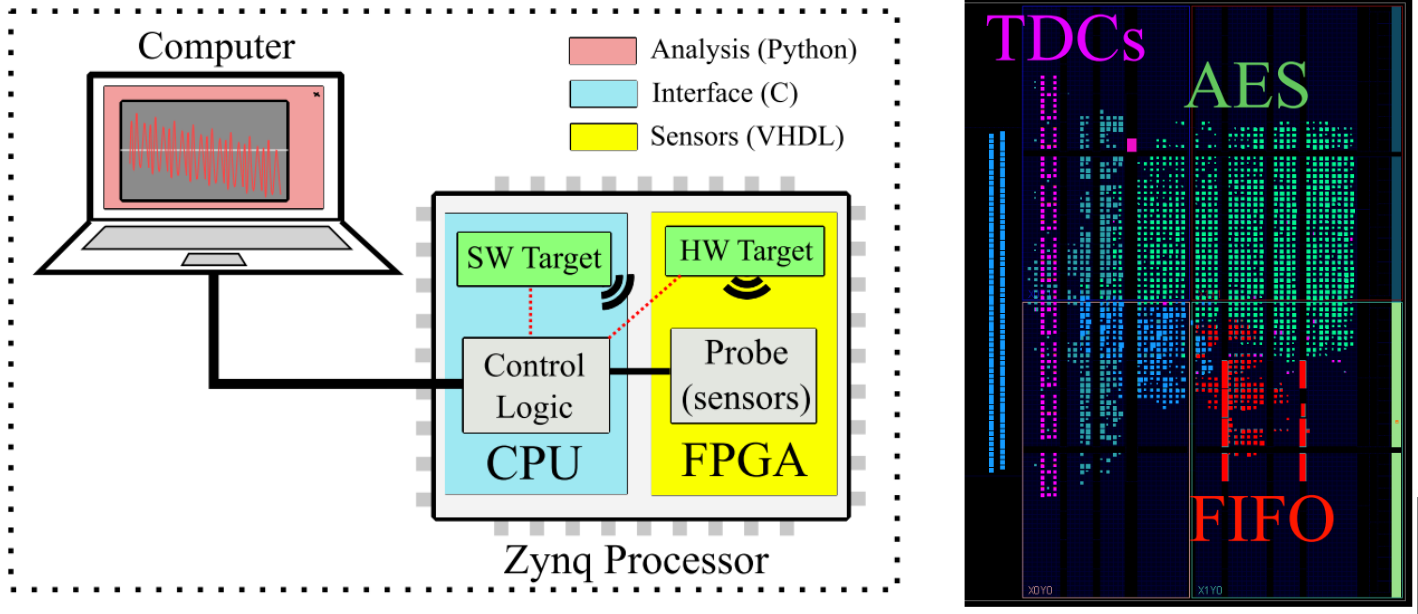 Computer
Analysis (Python)
Interface (C)
Sensors (VHDL)
SW Target
HW Target
Control
Logic
Probe
(sensors)
CPU
FPGA
Zynq Processor
TDCs
AES
FIFO
X0Y0
X1Y0